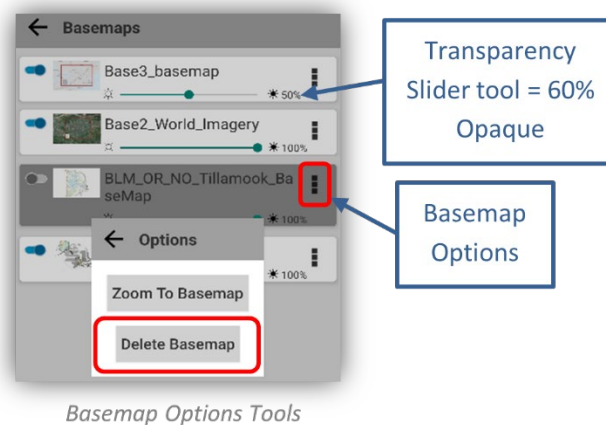 Basemaps
Base3_basemap
50%
Transparency
Slider tool = 60%
Opaque
Base2_World_Imagery
100%
BLM_OR_NO_Tillamook_Ba
seMap
100%
Basemap
Options
Options
100%
Zoom To Basemap
Delete Basemap
Basemap Options Tools